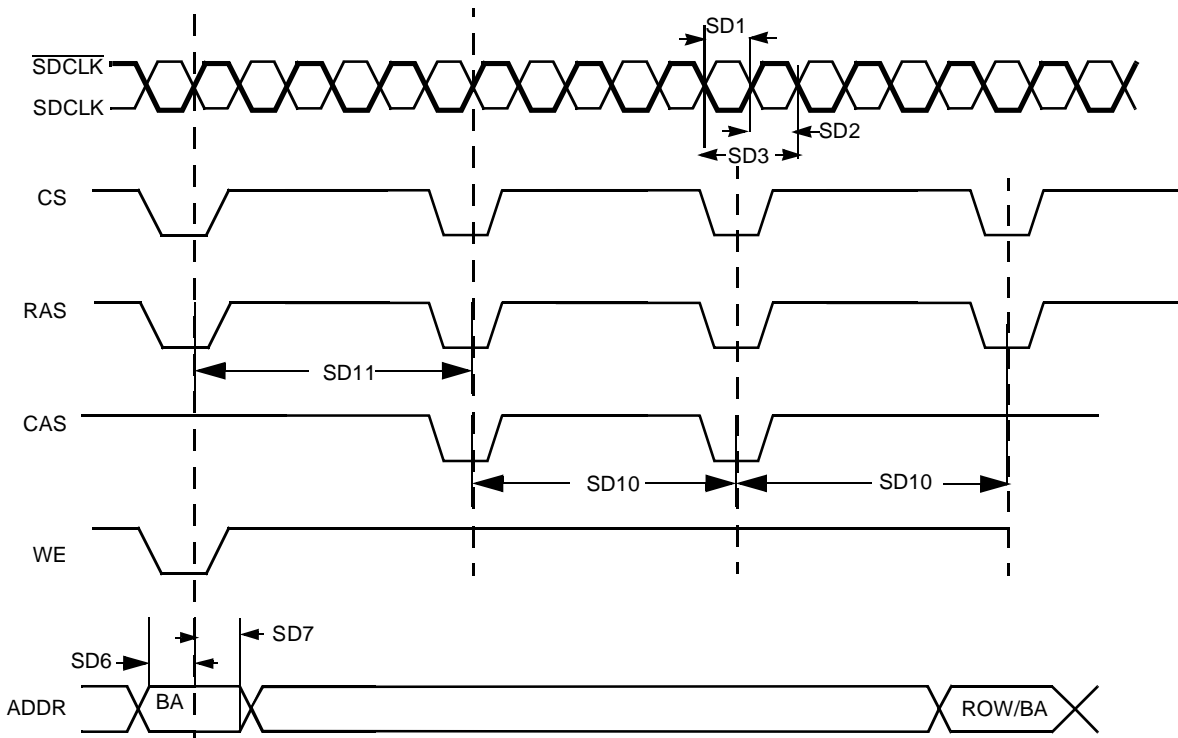 SD1
SDCLK
SDCLK
SD2
SD3
CS
RAS
SD11
CAS
SD10
SD10
WE
SD7
SD6
BA
ADDR
ROW/BA